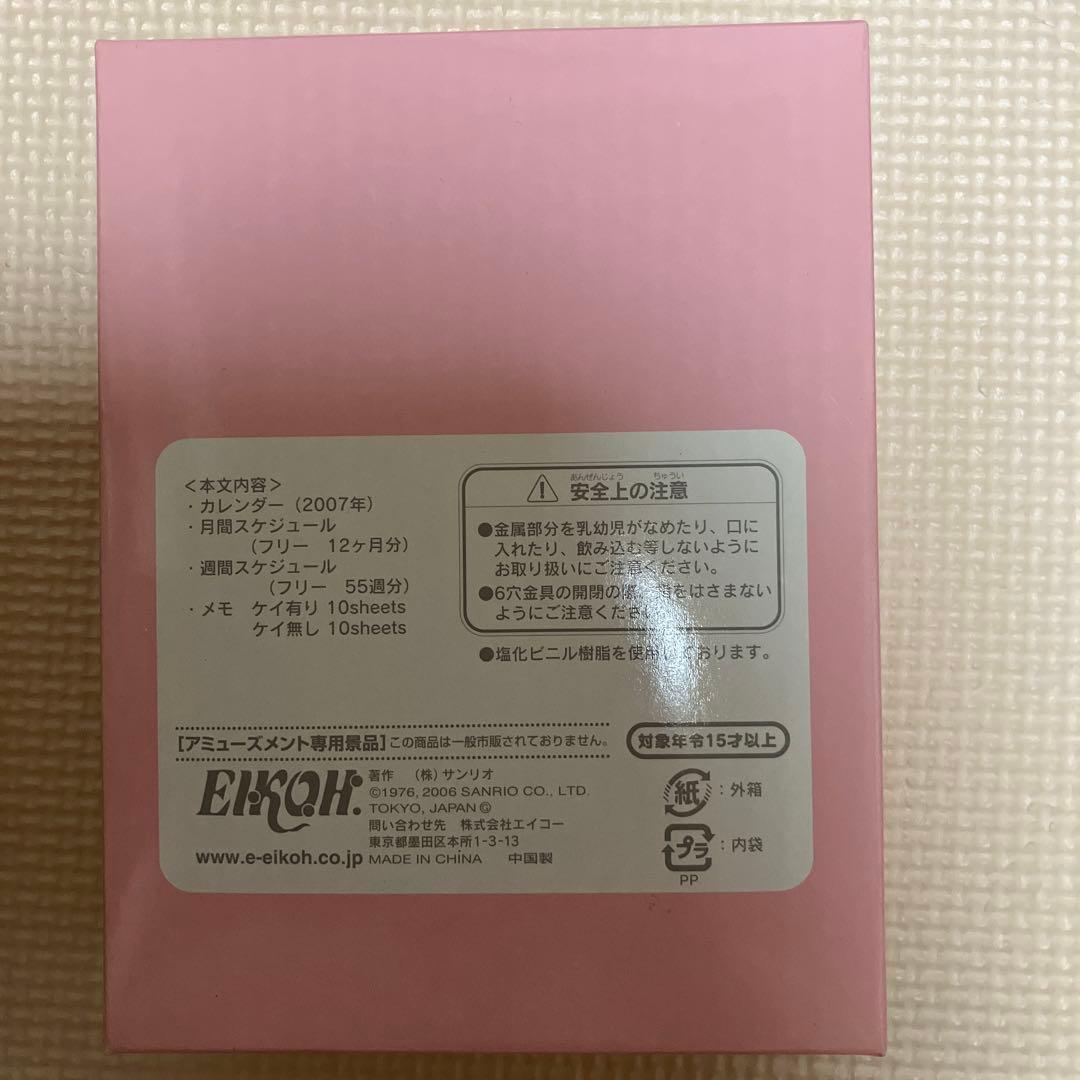 <本文内容>
・カレンダー（2007年）
・月間スケジュール
（フリー　12ヶ月分）
・週間スケジュール
（フリー　55週分）
・メモ　ケイ有り 10sheets
ケイ無し 10sheets
あんぜんじょう　ちゅうい
安全上の注意
●金属部分を乳幼児がなめたり、口に
入れたり、飲み込む等しないように
お取り扱いにご注意ください。
●6穴金具の開閉の際 をはさまない
ようにご注意くださ
●塩化ビニル樹脂を使用 ております。
[アミューズメント専用景品] この商品は一般市販されておりません。
対象年令15才以上
EIKOH.
著作　（株）サンリオ
©1976, 2006 SANRIO CO., LTD.
TOKYO, JAPAN Ⓖ
問い合わせ先　株式会社エイコー
東京都墨田区本所1-3-13
www.e-eikoh.co.jp MADE IN CHINA　中国製
紙：外箱
プラ：内袋
PP